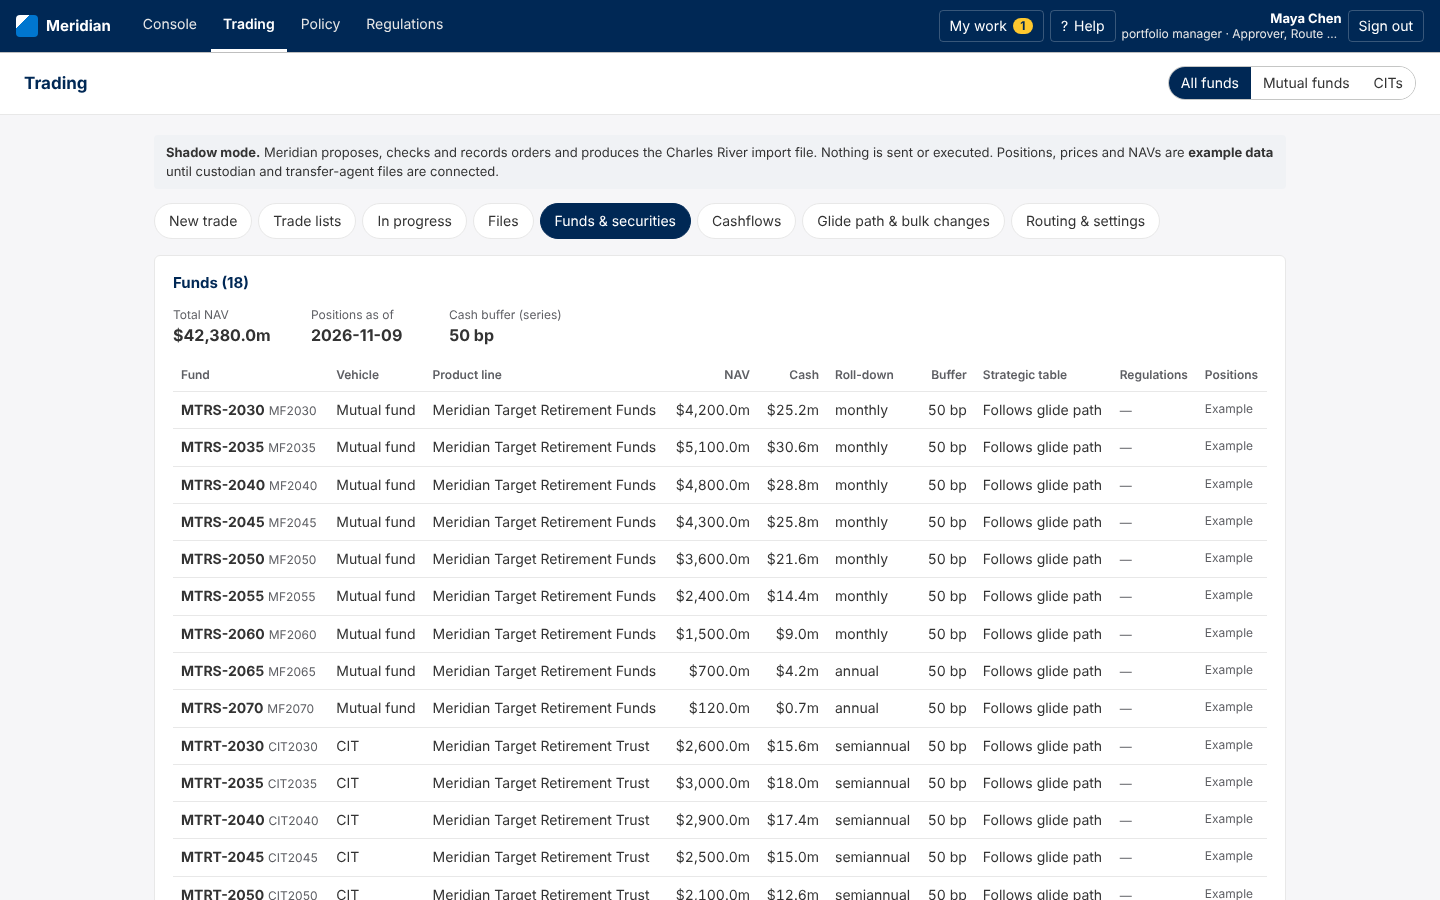 Meridian Console Trading Policy Regulations My work 1 ? Help Maya Chen Sign out
portfolio manager · Approver, Route ...
Trading All funds Mutual funds CITs
Shadow mode. Meridian proposes, checks and records orders and produces the Charles River import file. Nothing is sent or executed. Positions, prices and NAVs are example data
until custodian and transfer-agent files are connected.
New trade Trade lists In progress Files Funds & securities Cashflows Glide path & bulk changes Routing & settings
Funds (18)
Total NAV Positions as of Cash buffer (series)
$42,380.0m 2026-11-09 50 bp
Fund Vehicle Product line NAV Cash Roll-down Buffer Strategic table Regulations Positions
MTRS-2030 MF2030 Mutual fund Meridian Target Retirement Funds $4,200.0m $25.2m monthly 50 bp Follows glide path — Example
MTRS-2035 MF2035 Mutual fund Meridian Target Retirement Funds $5,100.0m $30.6m monthly 50 bp Follows glide path — Example
MTRS-2040 MF2040 Mutual fund Meridian Target Retirement Funds $4,800.0m $28.8m monthly 50 bp Follows glide path — Example
MTRS-2045 MF2045 Mutual fund Meridian Target Retirement Funds $4,300.0m $25.8m monthly 50 bp Follows glide path — Example
MTRS-2050 MF2050 Mutual fund Meridian Target Retirement Funds $3,600.0m $21.6m monthly 50 bp Follows glide path — Example
MTRS-2055 MF2055 Mutual fund Meridian Target Retirement Funds $2,400.0m $14.4m monthly 50 bp Follows glide path — Example
MTRS-2060 MF2060 Mutual fund Meridian Target Retirement Funds $1,500.0m $9.0m monthly 50 bp Follows glide path — Example
MTRS-2065 MF2065 Mutual fund Meridian Target Retirement Funds $700.0m $4.2m annual 50 bp Follows glide path — Example
MTRS-2070 MF2070 Mutual fund Meridian Target Retirement Funds $120.0m $0.7m annual 50 bp Follows glide path — Example
MTRT-2030 CIT2030 CIT Meridian Target Retirement Trust $2,600.0m $15.6m semiannual 50 bp Follows glide path — Example
MTRT-2035 CIT2035 CIT Meridian Target Retirement Trust $3,000.0m $18.0m semiannual 50 bp Follows glide path — Example
MTRT-2040 CIT2040 CIT Meridian Target Retirement Trust $2,900.0m $17.4m semiannual 50 bp Follows glide path — Example
MTRT-2045 CIT2045 CIT Meridian Target Retirement Trust $2,500.0m $15.0m semiannual 50 bp Follows glide path — Example
MTRT-2050 CIT2050 CIT Meridian Target Retirement Trust $2,100.0m $12.6m semiannual 50 bp Follows glide path — Example